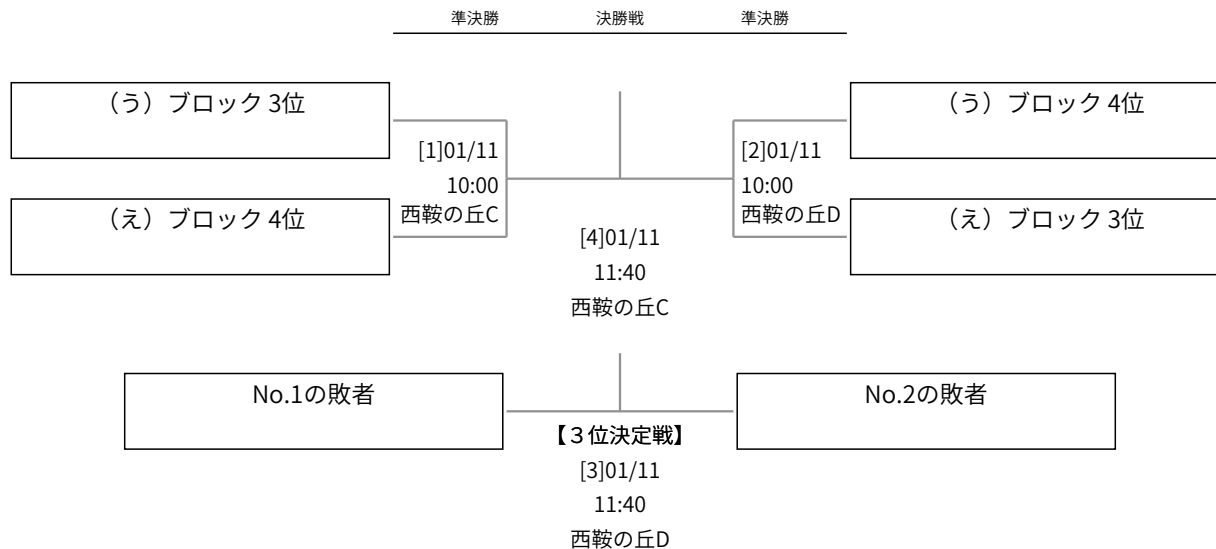 準決勝 決勝戦 準決勝
（う）ブロック 3位
（う）ブロック 4位
[1]01/11
10:00
西鞍の丘C
[2]01/11
10:00
西鞍の丘D
（え）ブロック 4位
（え）ブロック 3位
[4]01/11
11:40
西鞍の丘C
No.1の敗者
No.2の敗者
【３位決定戦】
[3]01/11
11:40
西鞍の丘D